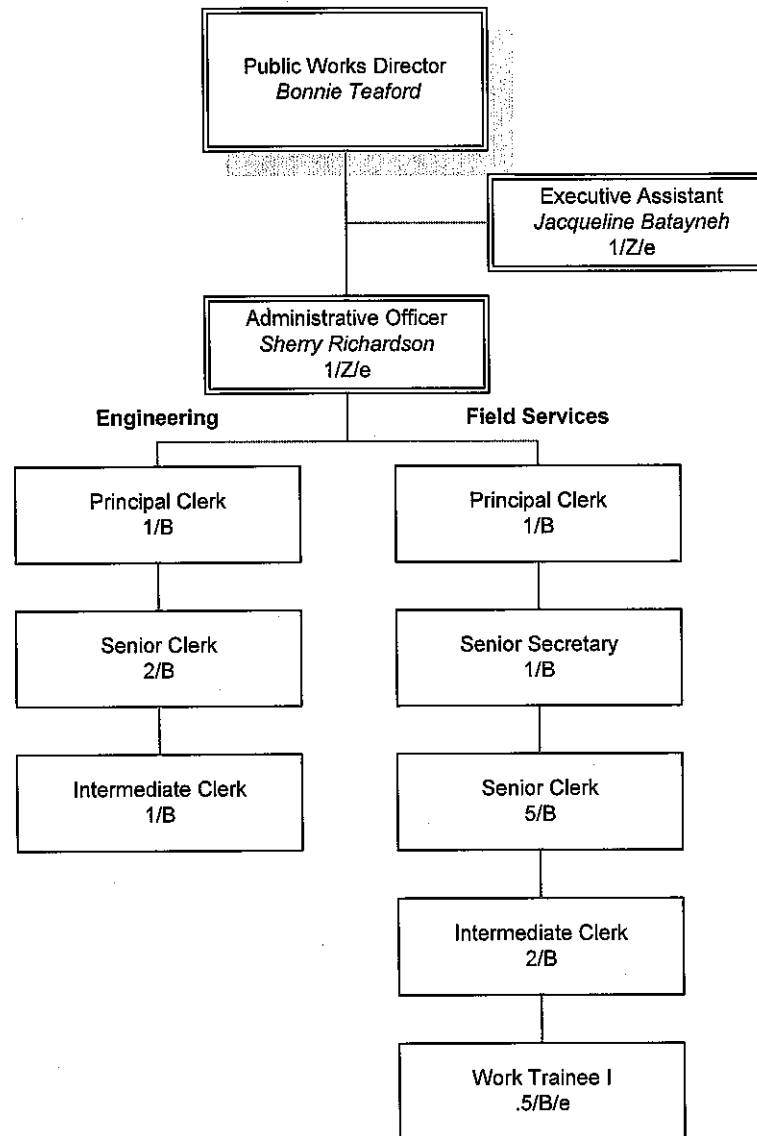 Public Works Director
Bonnie Teaford
Executive Assistant
Jacqueline Batayneh
1/Z/e
Administrative Officer
Sherry Richardson
1/Z/e
Engineering
Field Services
Principal Clerk
1/B
Principal Clerk
1/B
Senior Clerk
2/B
Senior Secretary
1/B
Intermediate Clerk
1/B
Senior Clerk
5/B
Intermediate Clerk
2/B
Work Trainee I
.5/B/e